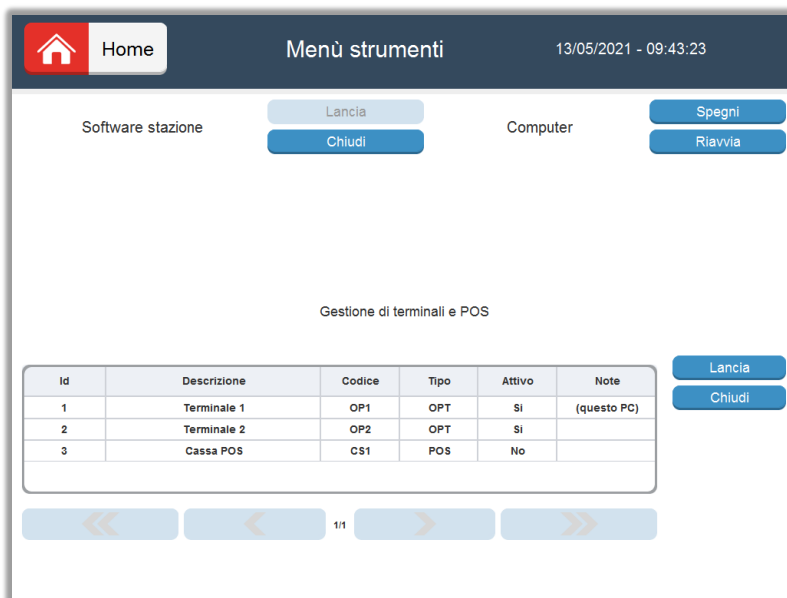 Home Menù strumenti 13/05/2021 - 09:43:23
Software stazione Lancia Computer Spegni
Chiudi Riavvia
Gestione di terminali e POS
Lancia
Chiudi
Id Descrizione Codice Tipo Attivo Note
1 Terminale 1 OP1 OPT Si (questo PC)
2 Terminale 2 OP2 OPT Si
3 Cassa POS CS1 POS No
1/1